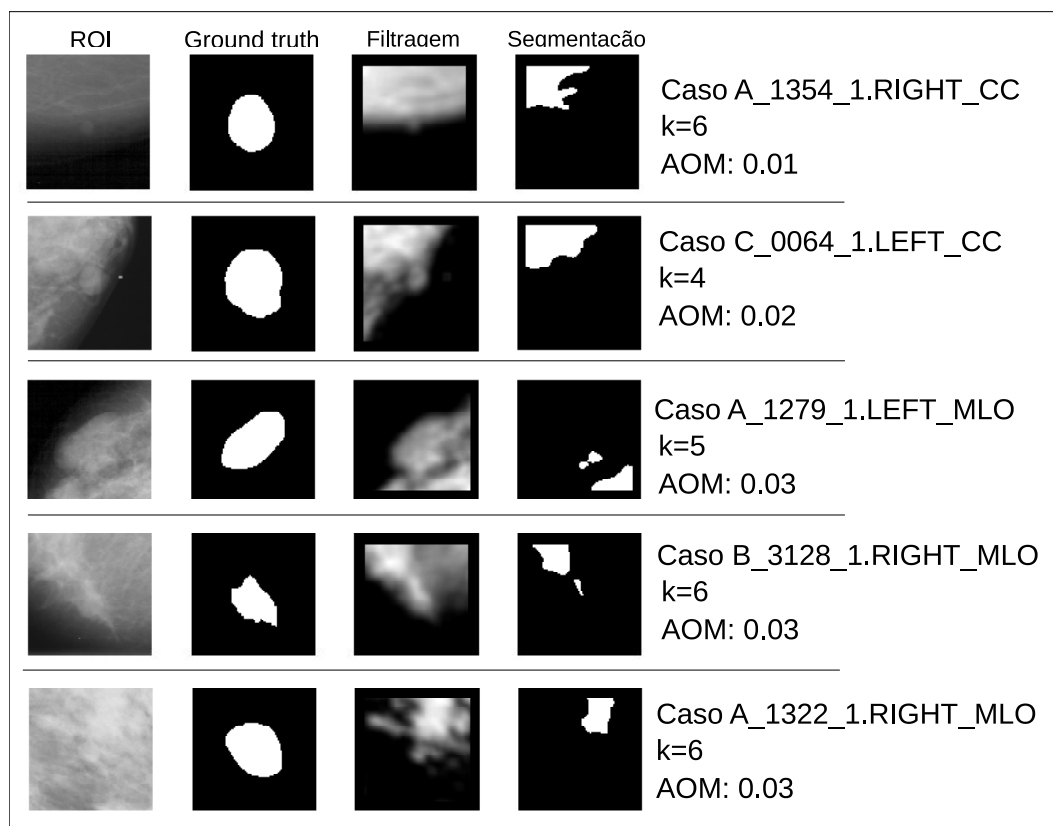 ROI Ground truth Filtragem Segmentação
Caso A_1354_1.RIGHT_CC
k=6
AOM: 0.01
Caso C_0064_1.LEFT_CC
k=4
AOM: 0.02
Caso A_1279_1.LEFT_MLO
k=5
AOM: 0.03
Caso B_3128_1.RIGHT_MLO
k=6
AOM: 0.03
Caso A_1322_1.RIGHT_MLO
k=6
AOM: 0.03